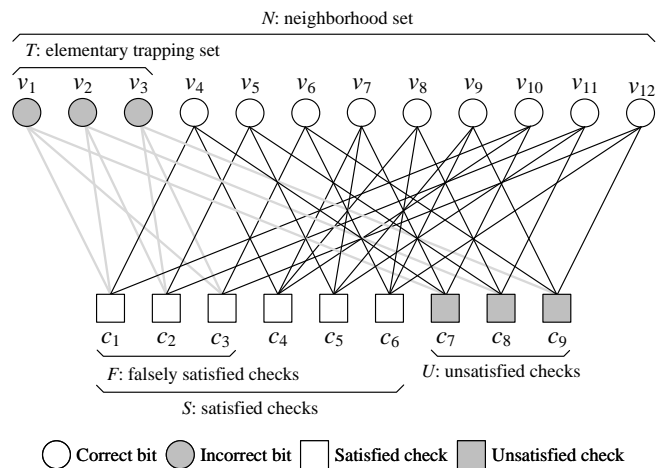 N: neighborhood set
T: elementary trapping set
v1 v2 v3 v4 v5 v6 v7 v8 v9 v10 v11 v12
c1 c2 c3 c4 c5 c6 c7 c8 c9
F: falsely satisfied checks
U: unsatisfied checks
S: satisfied checks
Correct bit Incorrect bit Satisfied check Unsatisfied check